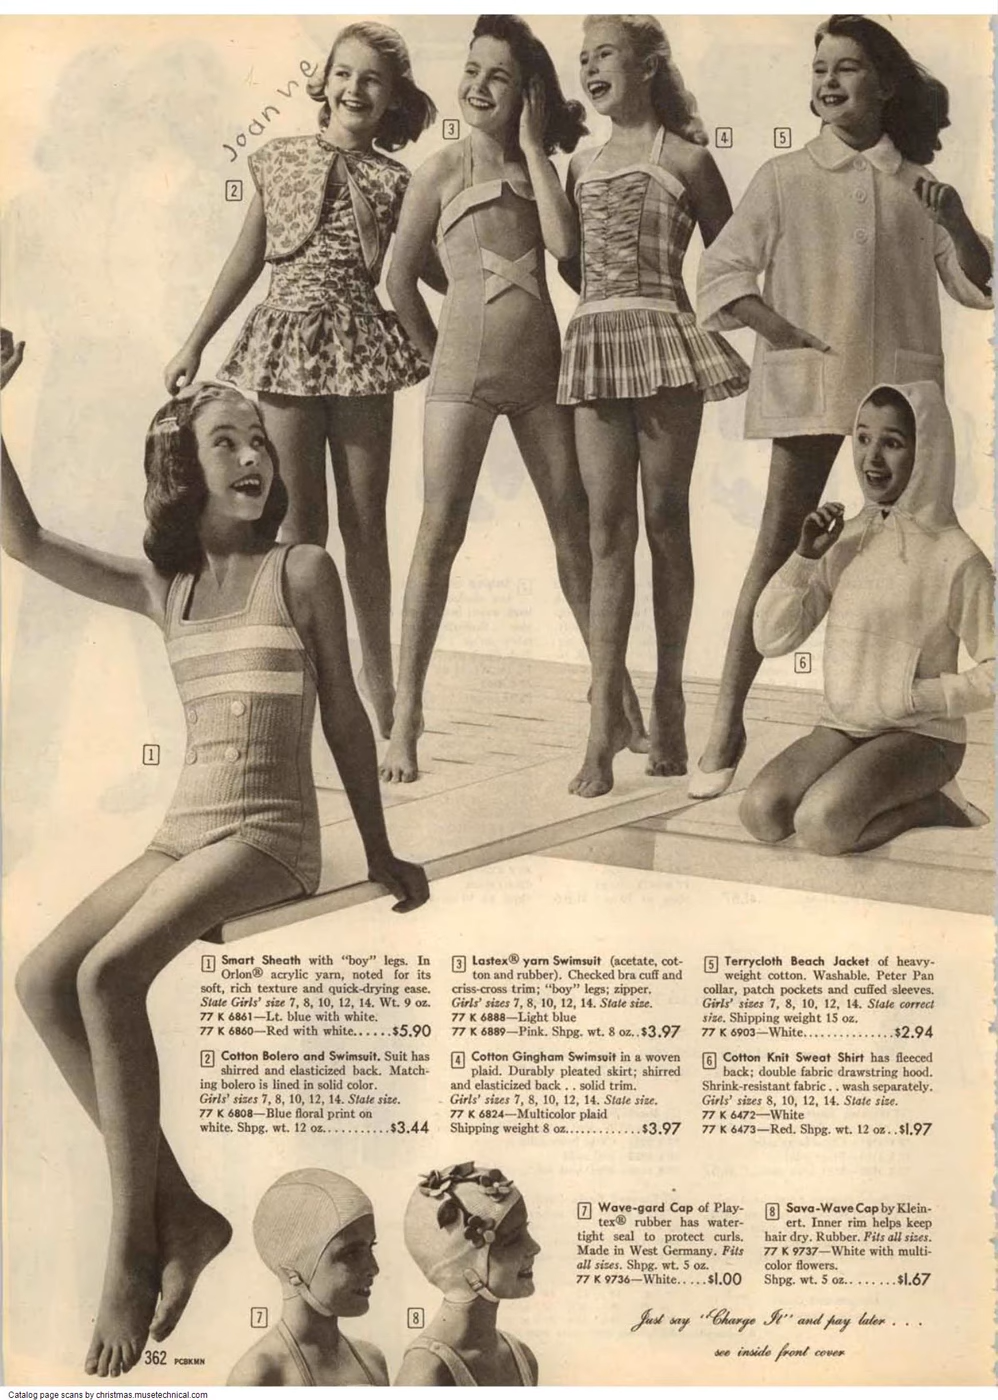 Joanne
2
3
4
5
6
1
1 Smart Sheath with "boy" legs. In
Orlon® acrylic yarn, noted for its
soft, rich texture and quick-drying ease.
State Girls' size 7, 8, 10, 12, 14. Wt. 9 oz.
77 K 6861—Lt. blue with white.
77 K 6860—Red with white......$5.90
2 Cotton Bolero and Swimsuit. Suit has
shirred and elasticized back. Match-
ing bolero is lined in solid color.
Girls' sizes 7, 8, 10, 12, 14. State size.
77 K 6808—Blue floral print on
white. Shpg. wt. 12 oz...........$3.44
3 Lastex® yarn Swimsuit (acetate, cot-
ton and rubber). Checked bra cuff and
criss-cross trim; "boy" legs; zipper.
Girls' sizes 7, 8, 10, 12, 14. State size.
77 K 6888—Light blue
77 K 6889—Pink. Shpg. wt. 8 oz..$3.97
4 Cotton Gingham Swimsuit in a woven
plaid. Durably pleated skirt; shirred
and elasticized back . . solid trim.
Girls' sizes 7, 8, 10, 12, 14. State size.
77 K 6824—Multicolor plaid
Shipping weight 8 oz.............$3.97
5 Terrycloth Beach Jacket of heavy-
weight cotton. Washable. Peter Pan
collar, patch pockets and cuffed sleeves.
Girls' sizes 7, 8, 10, 12, 14. State correct
size. Shipping weight 15 oz.
77 K 6903—White...............$2.94
6 Cotton Knit Sweat Shirt has fleeced
back; double fabric drawstring hood.
Shrink-resistant fabric . . wash separately.
Girls' sizes 8, 10, 12, 14. State size.
77 K 6472—White
77 K 6473—Red. Shpg. wt. 12 oz..$1.97
7 Wave-gard Cap of Play-
tex® rubber has water-
tight seal to protect curls.
Made in West Germany. Fits
all sizes. Shpg. wt. 5 oz.
77 K 9736—White.....$1.00
8 Sava-Wave Cap by Klein-
ert. Inner rim helps keep
hair dry. Rubber. Fits all sizes.
77 K 9737—White with multi-
color flowers.
Shpg. wt. 5 oz.........$1.67
7
8
Just say "Charge It" and pay later . . .
see inside front cover
362 PCBKMN
Catalog page scans by christmas.musetechnical.com